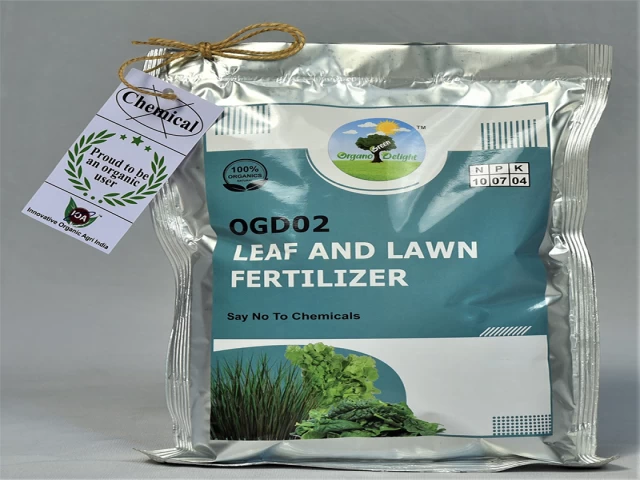 Chemical
Proud to be
an organic
user
IOA
Innovative Organic Agri India
Green
Organo Delight
TM
100%
ORGANICS
N P K
10 07 04
OGD02
LEAF AND LAWN
FERTILIZER
Say No To Chemicals